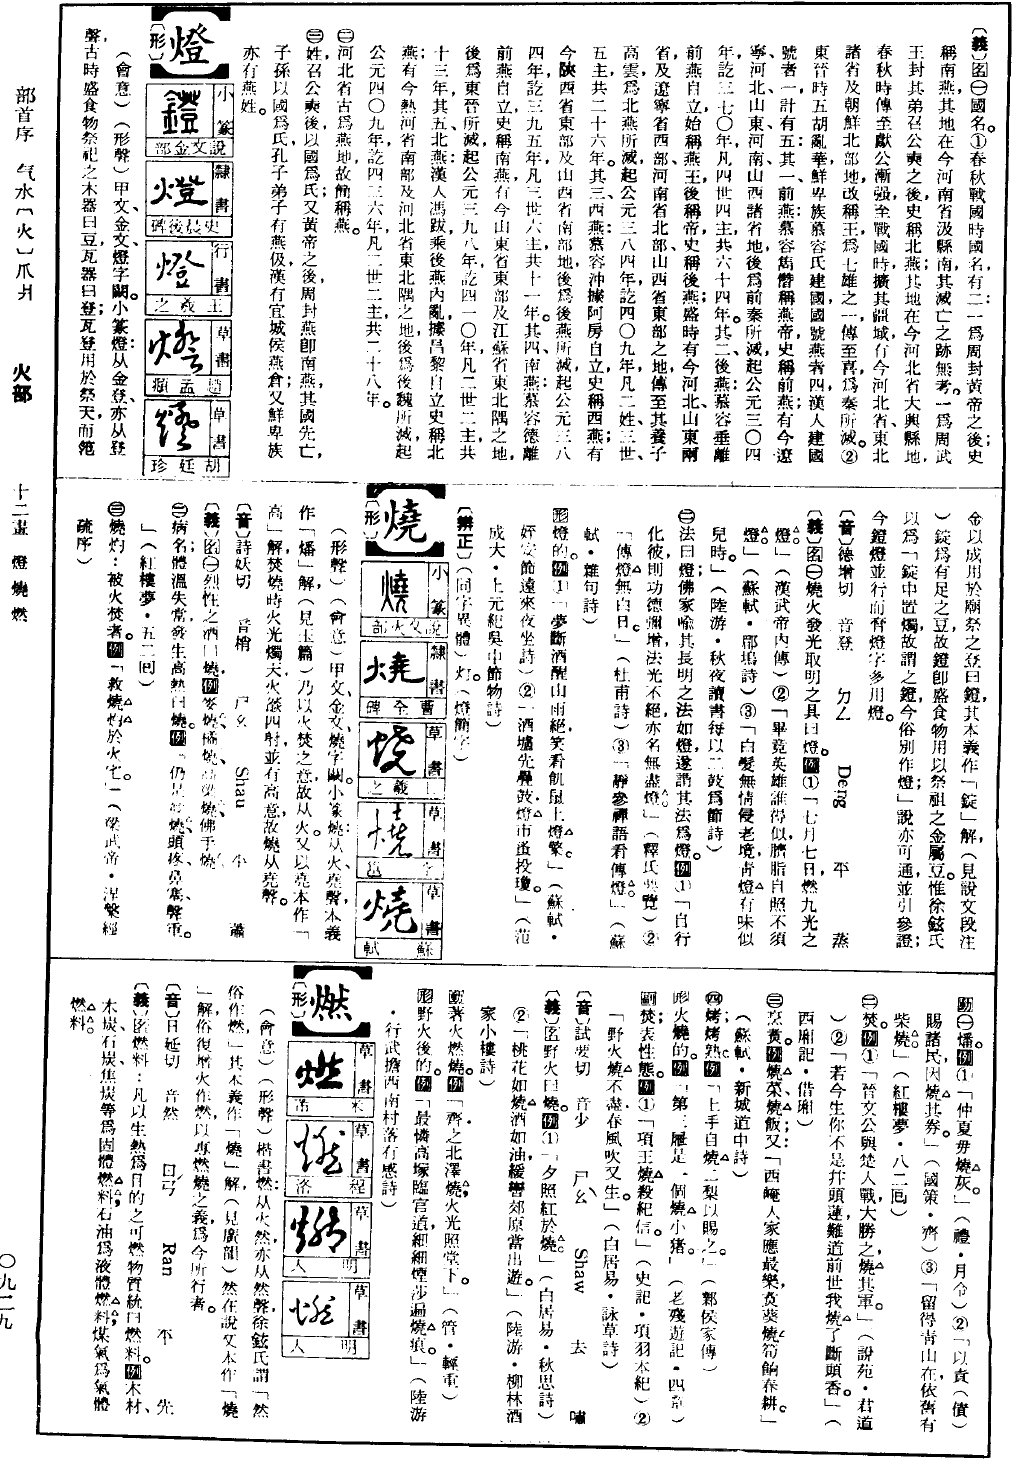 〔義〕名㊀國名。①春秋戰國時國名，有二：一爲周封黃帝之後；史
稱南燕，其地在今河南省汲縣南，其滅亡之跡無考。一爲周武
王封其弟召公奭之後；史稱北燕；其地在今河北省大興縣地。
春秋時傳至獻公漸强，至戰國時，擴其疆域，有今河北省東北
諸省及朝鮮北部地，改稱王，爲七雄之一，傳至喜，爲秦所滅。②
東晉時五胡亂華，鮮卑族慕容氏建國，國號燕者四，漢人建國
號者一，計有五：其一前燕：慕容儁僭稱燕帝，史稱前燕；有今遼
寧、河北、山東、河南、山西諸省地，後爲前秦所滅；起公元三〇四
年，訖三七〇年，凡四世四主，共六十四年。其二、後燕：慕容垂離
前燕自立，始稱燕王，後稱帝，史稱後燕；盛時有今河北、山東兩
省及遼寧省西部，河南省北部，山西省東部之地，傳至其養子
高雲，爲北燕所滅；起公元三八四年，訖四〇九年，凡二姓、三世、
五主，共二十六年。其三、西燕：慕容沖據阿房自立，史稱西燕；有
今陝西省東部及山西省南部地，後爲後燕所滅；起公元三八
四年，訖三九五年，凡三世六主，共十一年。其四、南燕：慕容德離
前燕自立，史稱南燕，有今山東省東部及江蘇省東北隅之地，
後爲東晉所滅；起公元三九八年，訖四一〇年，凡二世二主，共
十三年。其五、北燕：漢人馮跋乘後燕內亂，據昌黎自立，史稱北
燕；有今熱河省南部及河北省東北隅之地，後爲後魏所滅，起
公元四〇九年，訖四三六年，凡二世二主，共二十八年。
㊁河北省古爲燕地，故簡稱燕。
㊂姓，召公奭後，以國爲氏；又黃帝之後，周封燕，卽南燕，其國先亡，
子孫以國爲氏，孔子弟子有燕伋，漢有宜城侯燕倉；又鮮卑族
亦有燕姓。
燈
〔形〕
小篆
說文金部
隸書
史晨後碑
行書
王羲之
草書
趙孟頫
草書
胡廷珍
（會意）（形聲）甲文、金文、燈字闕。小篆燈：从金、登，亦从登
聲，古時盛食物祭祀之木器曰豆，瓦器曰登；瓦登用於祭天，而範
金以成用於廟祭之登曰鐙，其本義作「錠」解，（見說文段注
）錠爲有足之豆，故鐙卽盛食物用以祭祖之金屬豆。惟徐鉉氏
以爲「錠中置燭，故謂之鐙，今俗別作燈」，說亦可通，並引參證；
今鐙燈並行而膏燈字多用燈。
〔音〕德增切　音登　ㄉㄥ　Deng　平　蒸
〔義〕名㊀燒火發光取明之具曰燈。例①「七月七日，燃九光之
燈」（漢武帝內傳）②「畢竟英雄誰得似，臍脂自照不須
燈。」（蘇軾・郿塢詩）③「白髮無情侵老境，靑燈有味似
兒時。」（陸游・秋夜讀書每以二鼓爲節詩）
㊁法曰燈，佛家喩其長明之法如燈，遂謂其法爲燈。例①「自行
化彼，則功德彌增，法光不絕，亦名無盡燈。」（釋氏要覽）②
「傳燈無白日。」（杜甫詩）③「靜參禪語看傳燈。」（蘇
軾・雜句詩）
形燈的。例①「夢斷酒醒山雨絕，笑看飢鼠上燈檠。」（蘇軾・
姪安節遠來夜坐詩）②「酒壚先疊鼓，燈市蚤投瓊。」（范
成大・上元紀吳中節物詩）
〔辨正〕（同字異體）灯。（燈簡字）
燒
〔形〕
小篆
說文火部
隸書
曹全碑
草書
羲之
草書
草書
蘇軾
（形聲）（會意）甲文、金文、燒字闕。小篆燒：从火，堯聲，本義
作「燔」解，（見玉篇）乃以火焚之意，故从火。又以堯本作「
高」解，焚燒時火光燭天，火燄四射，並有高意，故燒从堯聲。
〔音〕詩妖切　音梢　ㄕㄠ　Shau　平　蕭
〔義〕名㊀烈性之酒曰燒，例麥燒、橘燒、燒、佛手燒。
㊁病名，體溫失常發生高熱曰燒。例「仍是發燒，頭疼，鼻塞，聲重。
」（紅樓夢・五二回）
㊂燒灼：被火焚者。例「救燒灼於火宅。」（梁武帝・涅槃經
疏序）
動㊀燔。例①「仲夏毋燒灰。」（禮・月令）②「以責（債）
賜諸民，因燒其券。」（國策・齊）③「留得靑山在，依舊有
柴燒」（紅樓夢・八二回）
㊁焚。例①「晉文公與楚人戰，大勝之，燒其軍。」（說苑・君道
）②「若今生你不是幷頭蓮，難道前世我燒了斷頭香。」（
西廂記・借廂）
㊂烹煑。例燒菜、燒飯；又「西崦人家應最樂，煑葵燒筍餉春耕。」
（蘇軾・新城道中詩）
㊃烤；烤熟。例「上手自燒二梨以賜之。」（鄴侯家傳）
形火燒的。例「第二層是一個燒小猪。」（老殘遊記・四章）
副焚表性態。例①「項王燒殺紀信。」（史記・項羽本紀）②
「野火燒不盡，春風吹又生。」（白居易・詠草詩）
〔音〕試要切　音少　ㄕㄠˋ　Shaw　去　嘯
〔義〕名野火曰燒。例①「夕照紅於燒。」（白居易・秋思詩）
②「桃花如燒酒如油，緩轡郊原當出遊。」（陸游・柳林酒
家小樓詩）
動著火燃燒。例「齊之北澤燒，火光照堂下。」（管・輕重）
形野火後的。例「最憐高塚臨官道，細細煙莎遍燒痕。」（陸游
・行武擔西南村落有感詩）
燃
〔形〕
草書
米芾
草書
程洛
草書
明人
草書
明人
（會意）（形聲）楷書燃：从火、然，亦从然聲，徐鉉氏謂「然
俗作燃，」其本義作「燒」解，（見廣韻）然在說文本作「燒
」解，俗復增火作燃，以專燃燒之義，爲今所行者。
〔音〕日延切　音然　ㄖㄢˊ　Ran　平　先
〔義〕名燃料：凡以生熱爲目的之可燃物質，統曰燃料。例木材、
木炭、石炭、焦炭等爲固體燃料；石油爲液體燃料；煤氣爲氣體
燃料。
部首序　气水〔火〕爪爿　火部　十二畫　燈燒燃　〇九二九